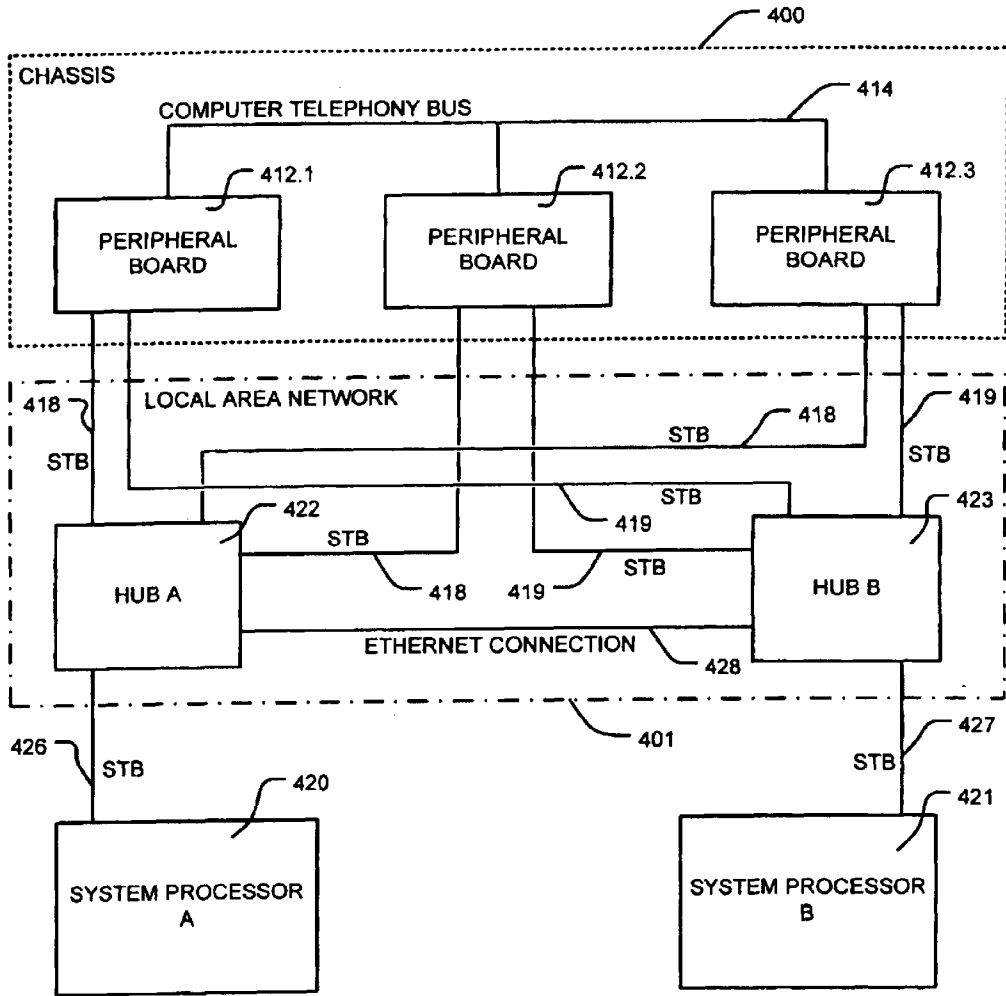 400
CHASSIS
COMPUTER TELEPHONY BUS
414
412.1
412.2
412.3
PERIPHERAL
BOARD
PERIPHERAL
BOARD
PERIPHERAL
BOARD
LOCAL AREA NETWORK
418
STB
STB
418
419
STB
419
STB
422
423
STB
418
419
STB
HUB A
HUB B
ETHERNET CONNECTION
428
401
426
STB
427
STB
420
421
SYSTEM PROCESSOR
A
SYSTEM PROCESSOR
B